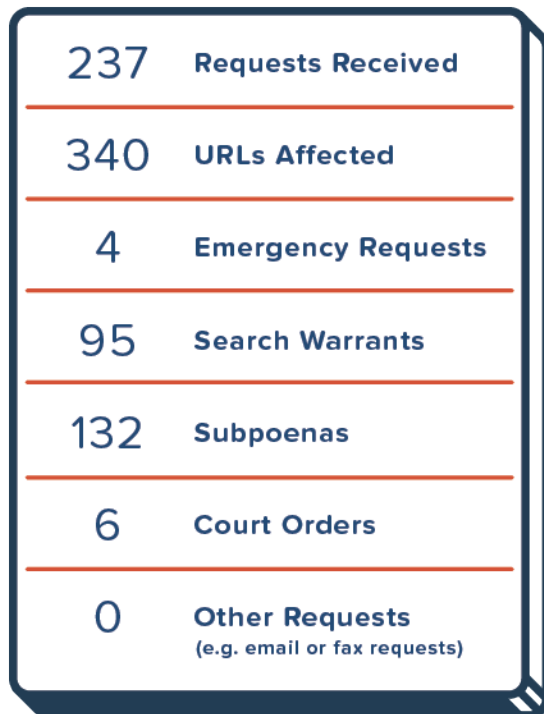 237 Requests Received
340 URLs Affected
4 Emergency Requests
95 Search Warrants
132 Subpoenas
6 Court Orders
0 Other Requests
(e.g. email or fax requests)